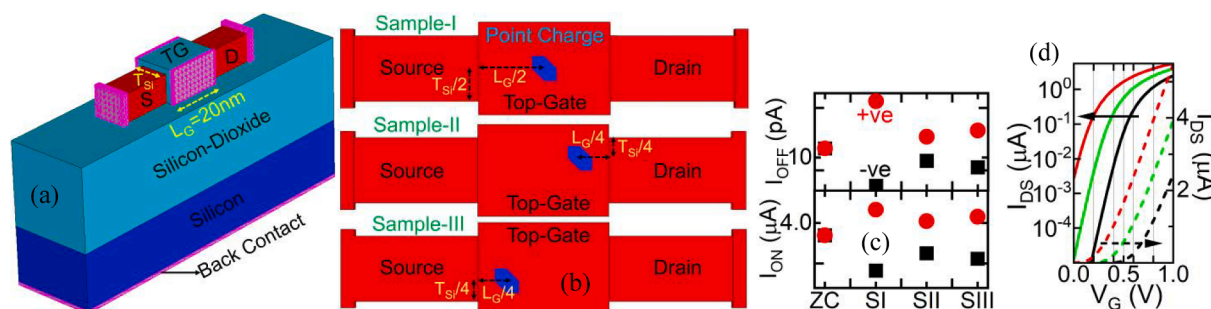 (a)
TG
T_Si
S
D
L_G=20nm
Silicon-Dioxide
Silicon
Back Contact
Sample-I
Point Charge
Source
T_Si/2
L_G/2
Drain
Top-Gate
Sample-II
L_G/4
T_Si/4
Source
Drain
Top-Gate
Sample-III
Top-Gate
Source
T_Si/4
L_G/4
(b)
Drain
I_OFF (pA)
10
+ve
-ve
I_ON (µA)
4.0
(c)
ZC SI SII SIII
(d)
I_DS (µA)
10^0
10^-1
10^-2
10^-3
10^-4
0.0 0.5 1.0
V_G (V)
4
2
I_DS (µA)